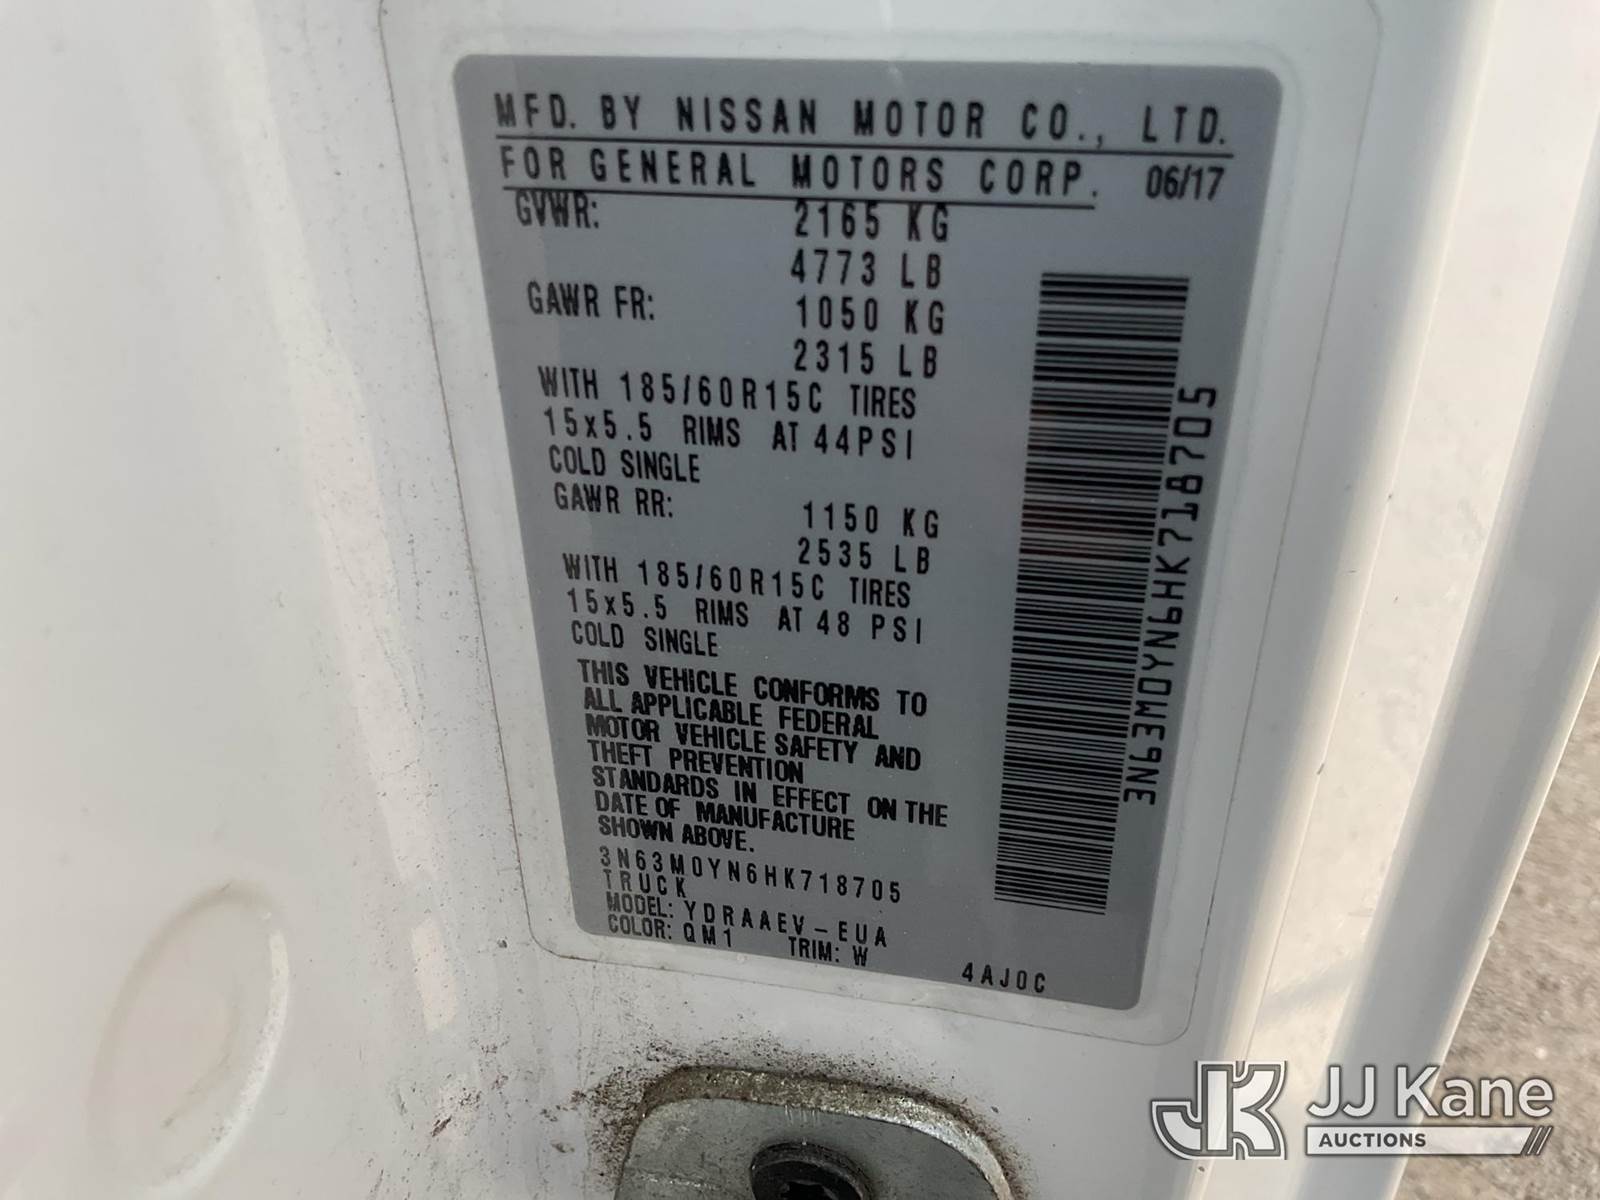 MFD. BY NISSAN MOTOR CO., LTD.
FOR GENERAL MOTORS CORP. 06/17
GVWR: 2165 KG
4773 LB
GAWR FR: 1050 KG
2315 LB
WITH 185/60R15C TIRES
15x5.5 RIMS AT 44PSI
COLD SINGLE
GAWR RR: 1150 KG
2535 LB
WITH 185/60R15C TIRES
15x5.5 RIMS AT 48 PSI
COLD SINGLE
THIS VEHICLE CONFORMS TO
ALL APPLICABLE FEDERAL
MOTOR VEHICLE SAFETY AND
THEFT PREVENTION
STANDARDS IN EFFECT ON THE
DATE OF MANUFACTURE
SHOWN ABOVE.
3N63M0YN6HK718705
TRUCK
MODEL: YDRAAEV-EUA
COLOR: QM1 TRIM: W
4AJ0C
3N63M0YN6HK718705
JJ Kane
AUCTIONS